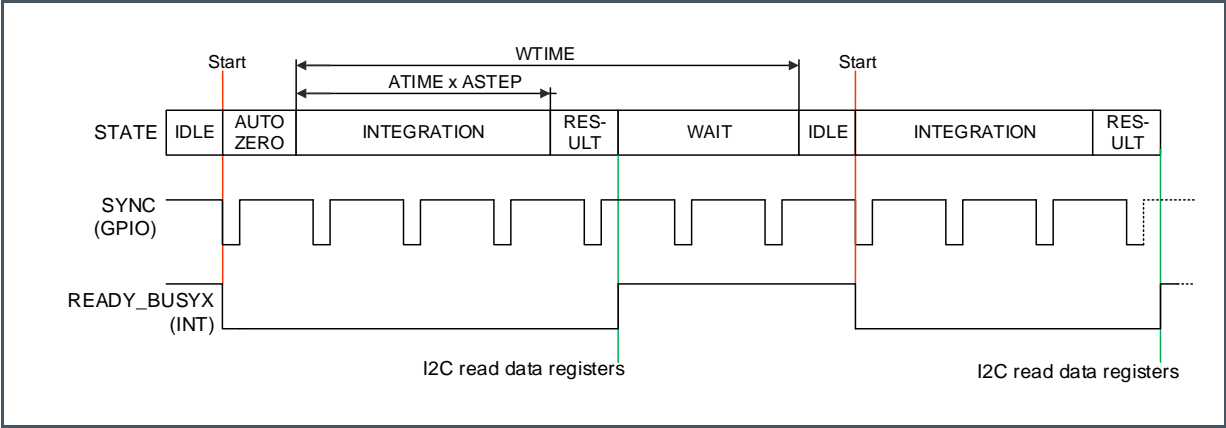 Start
WTIME
Start
ATIME x ASTEP
STATE
IDLE
AUTO
ZERO
INTEGRATION
RES-
ULT
WAIT
IDLE
INTEGRATION
RES-
ULT
SYNC
(GPIO)
READY_BUSYX
(INT)
I2C read data registers
I2C read data registers